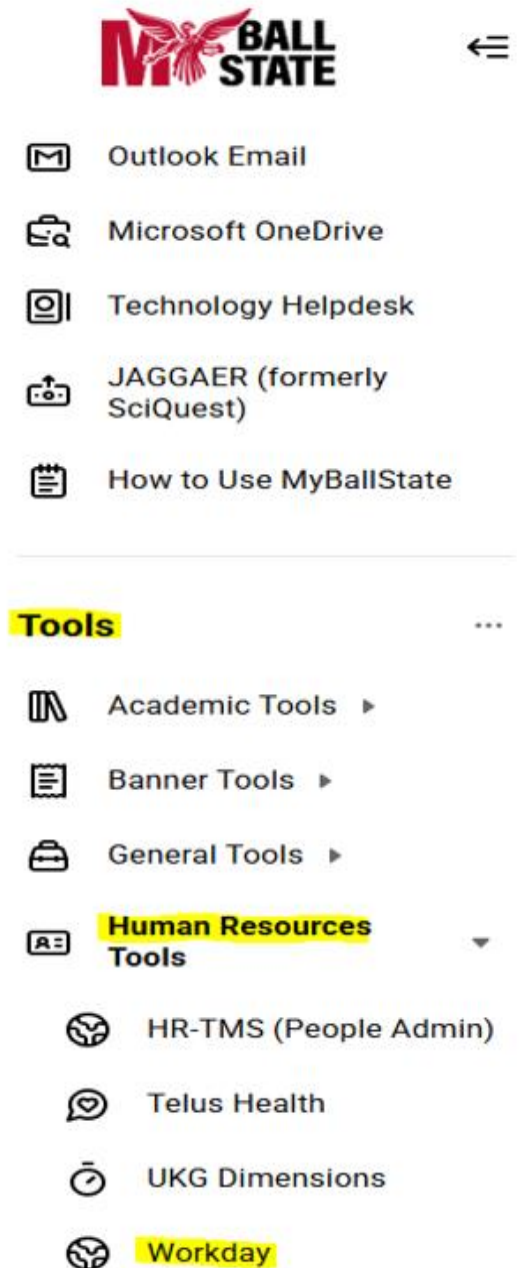 M BALL
STATE
Outlook Email
Microsoft OneDrive
Technology Helpdesk
JAGGAER (formerly
SciQuest)
How to Use MyBallState
Tools
Academic Tools
Banner Tools
General Tools
Human Resources
Tools
HR-TMS (People Admin)
Telus Health
UKG Dimensions
Workday